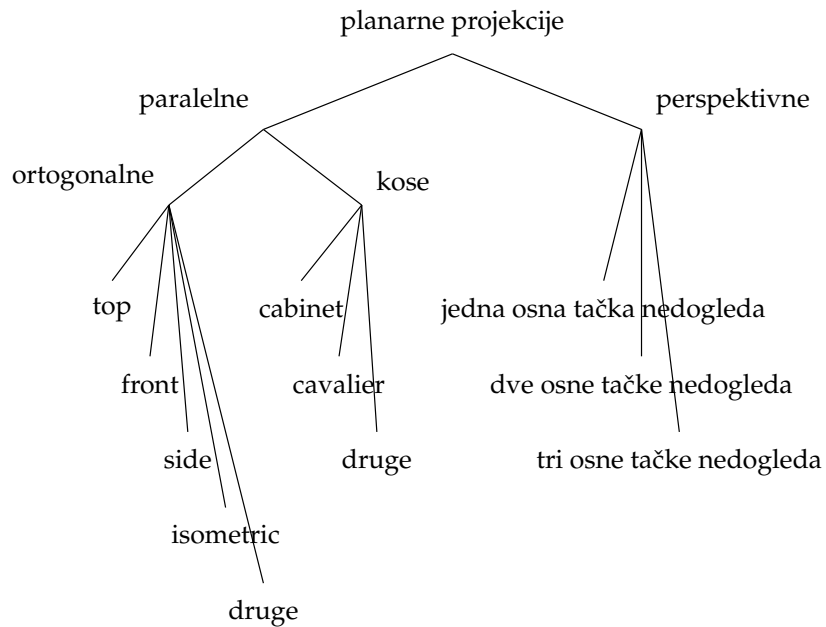 planarne projekcije
paralelne
perspektivne
ortogonalne
kose
top
cabinet
jedna osna tačka nedogleda
front
cavalier
dve osne tačke nedogleda
side
druge
tri osne tačke nedogleda
isometric
druge